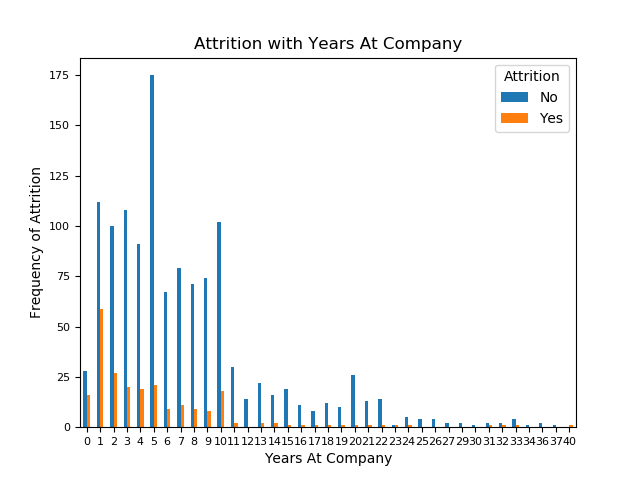 Attrition with Years At Company
Attrition
No
Yes
Frequency of Attrition
175
150
125
100
75
50
25
0
0 1 2 3 4 5 6 7 8 9 10 11 12 13 14 15 16 17 18 19 20 21 22 23 24 25 26 27 29 30 31 32 33 34 36 37 40
Years At Company